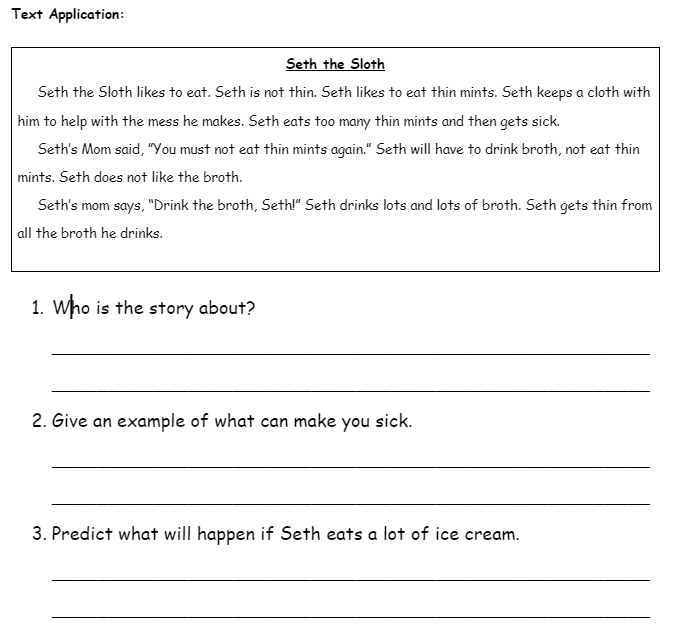 Text Application:
Seth the Sloth
Seth the Sloth likes to eat. Seth is not thin. Seth likes to eat thin mints. Seth keeps a cloth with
him to help with the mess he makes. Seth eats too many thin mints and then gets sick.
Seth's Mom said, "You must not eat thin mints again." Seth will have to drink broth, not eat thin
mints. Seth does not like the broth.
Seth's mom says, "Drink the broth, Seth!" Seth drinks lots and lots of broth. Seth gets thin from
all the broth he drinks.
1. Who is the story about?
2. Give an example of what can make you sick.
3. Predict what will happen if Seth eats a lot of ice cream.